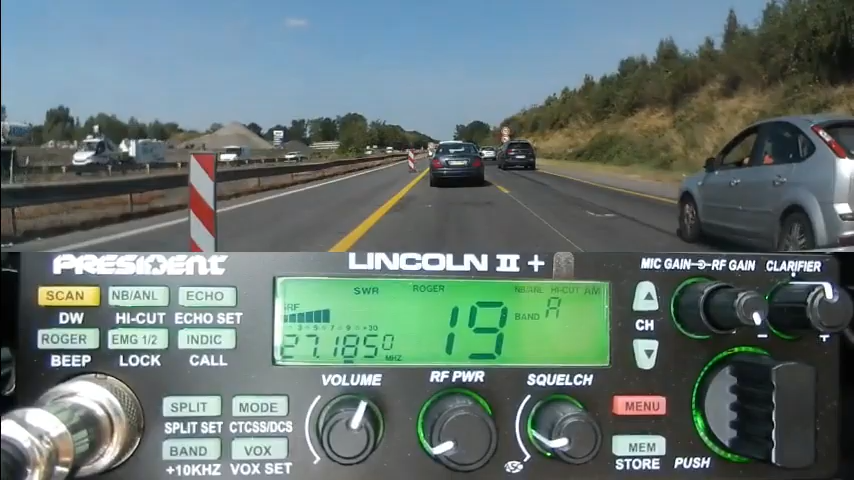 PRESIDENT
LINCOLN II +
MIC GAIN RF GAIN CLARIFIER
SCAN NB/ANL ECHO
DW HI-CUT ECHO SET
ROGER EMG 1/2 INDIC
BEEP LOCK CALL
SWR ROGER NB/ANL HI-CUT AM
RF
19 BAND A
27.1850 MHZ
CH
- +
VOLUME RF PWR SQUELCH
SPLIT MODE
SPLIT SET CTCSS/DCS
BAND VOX
+10KHZ VOX SET
MENU
MEM
STORE PUSH